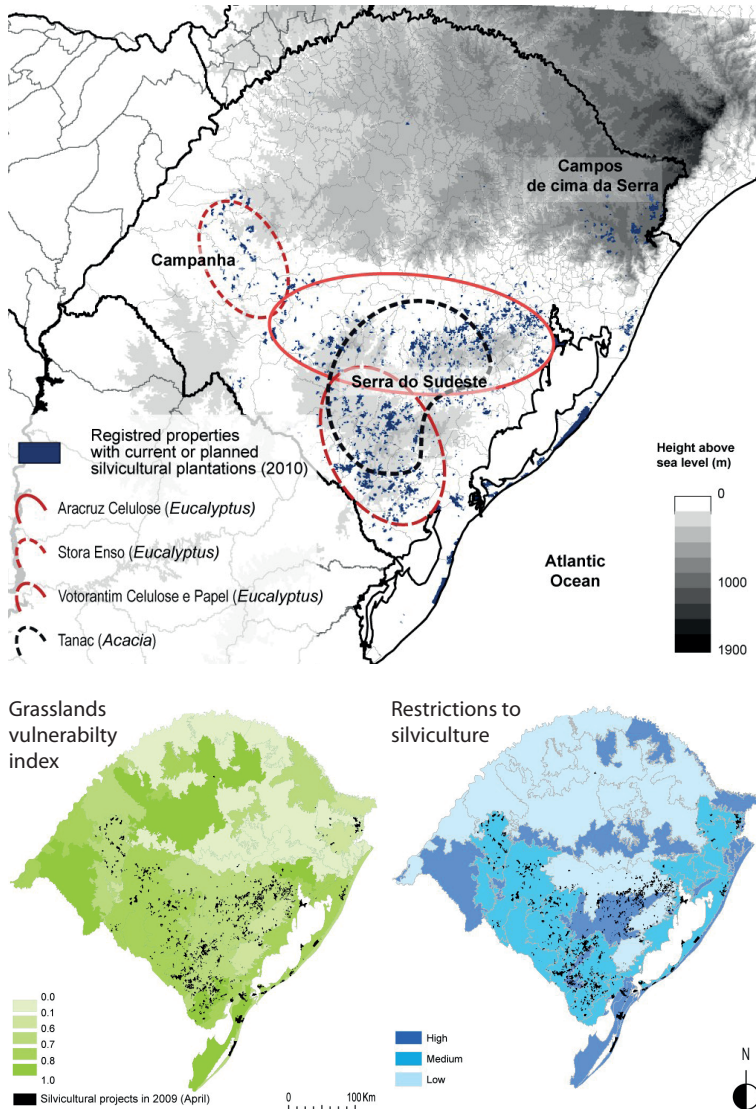 Campos
de cima da Serra
Campanha
Serra do Sudeste
Registred properties
with current or planned
silvicultural plantations (2010)
Aracruz Celulose (Eucalyptus)
Stora Enso (Eucalyptus)
Votorantim Celulose e Papel (Eucalyptus)
Tanac (Acacia)
Atlantic
Ocean
Height above
sea level (m)
0
1000
1900
Grasslands
vulnerabilty
index
0.0
0.1
0.6
0.7
0.8
1.0
Silvicultural projects in 2009 (April)
0 100Km
Restrictions to
silviculture
High
Medium
Low
N